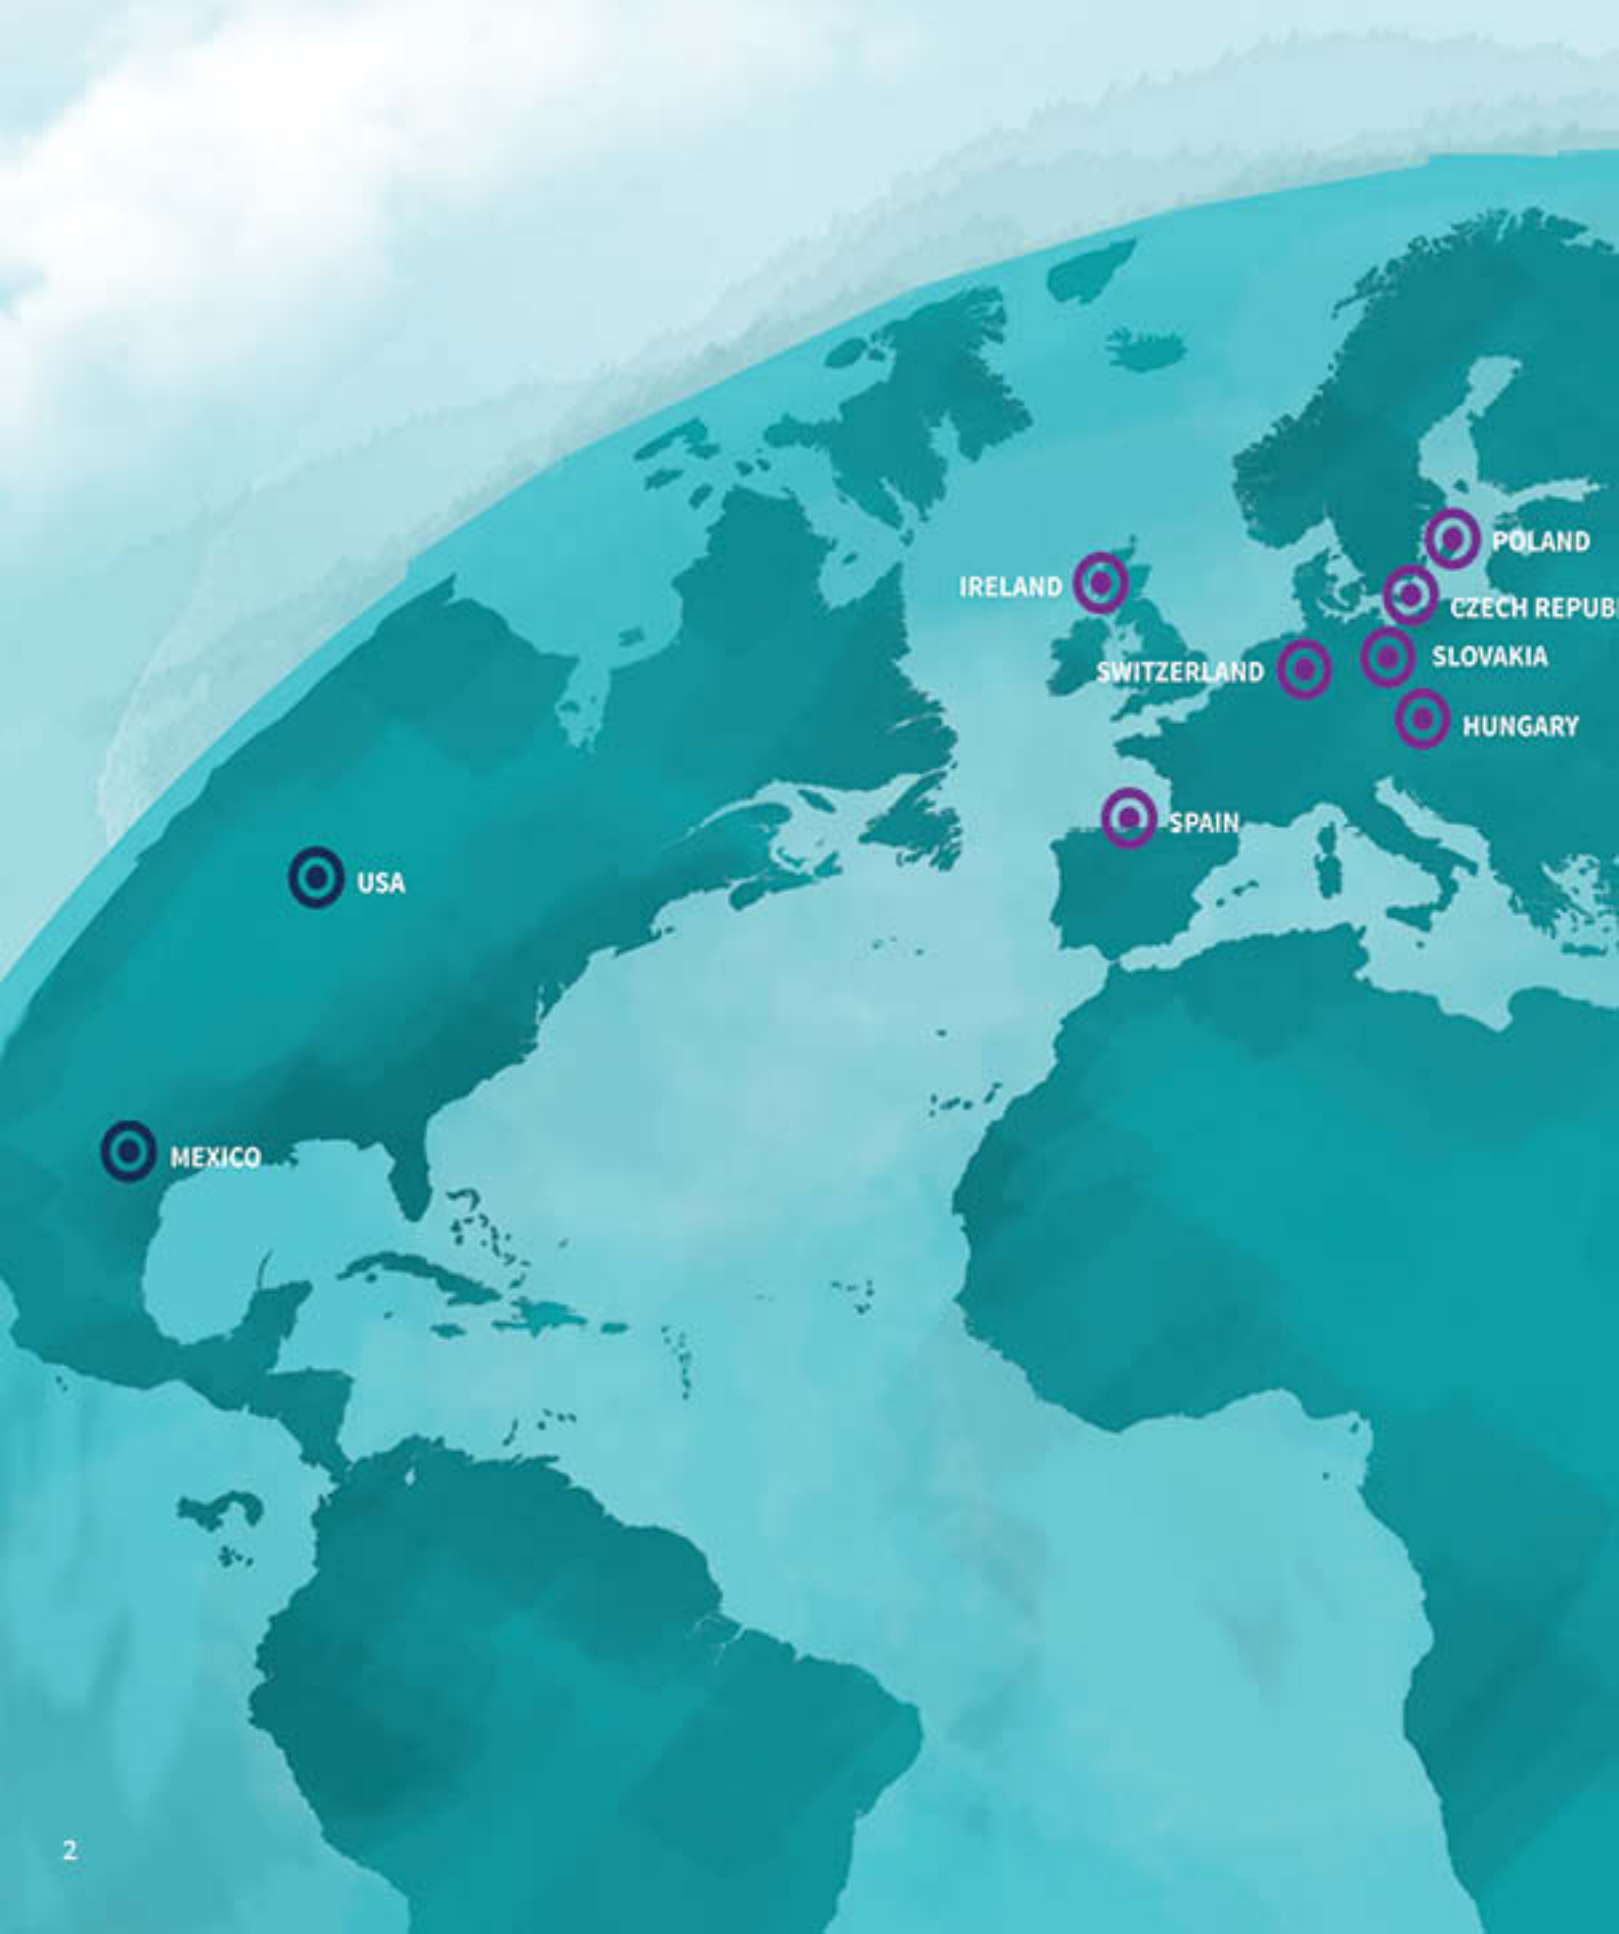 POLAND
IRELAND
CZECH REPUB
SWITZERLAND
SLOVAKIA
HUNGARY
SPAIN
USA
MEXICO
2